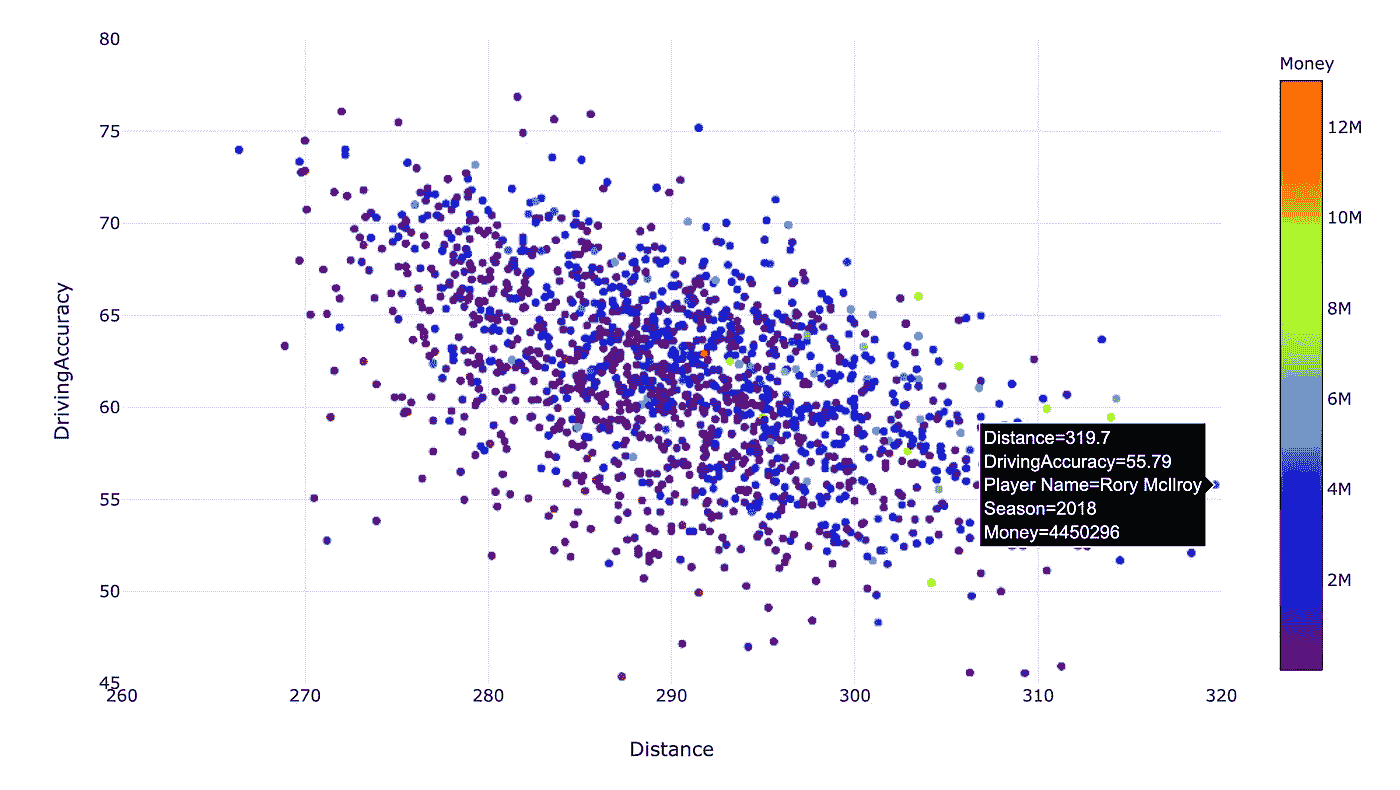 Money
80
75
70
65
60
55
50
45
DrivingAccuracy
Distance=319.7
DrivingAccuracy=55.79
Player Name=Rory McIlroy
Season=2018
Money=4450296
12M
10M
8M
6M
4M
2M
260 270 280 290 300 310 320
Distance